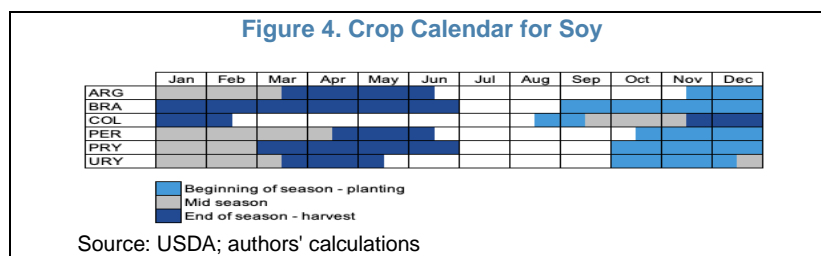 Figure 4. Crop Calendar for Soy
Jan Feb Mar Apr May Jun Jul Aug Sep Oct Nov Dec
ARG
BRA
COL
PER
PRY
URY
Beginning of season - planting
Mid season
End of season - harvest
Source: USDA; authors' calculations